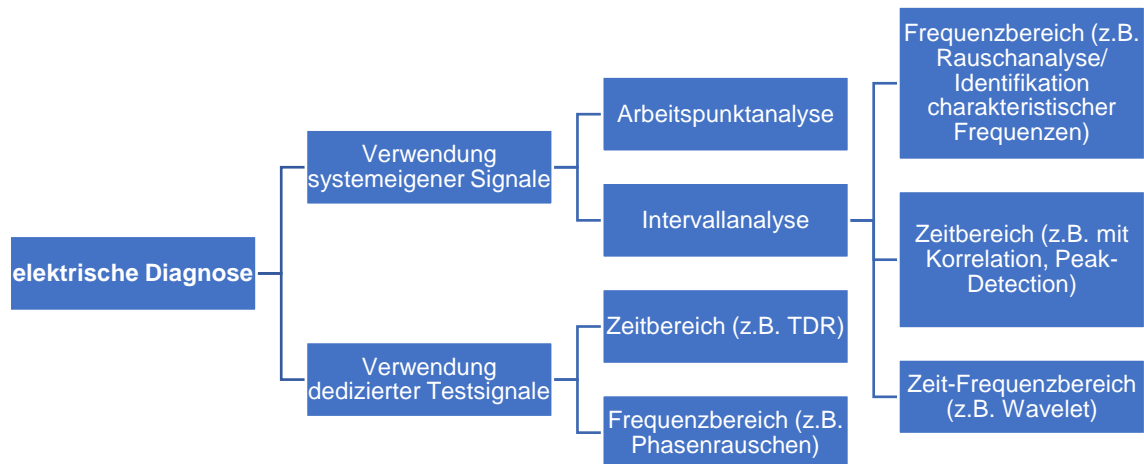 elektrische Diagnose
Verwendung
systemeigener Signale
Arbeitspunktanalyse
Intervallanalyse
Frequenzbereich (z.B.
Rauschanalyse/
Identifikation
charakteristischer
Frequenzen)
Zeitbereich (z.B. mit
Korrelation, Peak-
Detection)
Zeit-Frequenzbereich
(z.B. Wavelet)
Verwendung
dedizierter Testsignale
Zeitbereich (z.B. TDR)
Frequenzbereich (z.B.
Phasenrauschen)